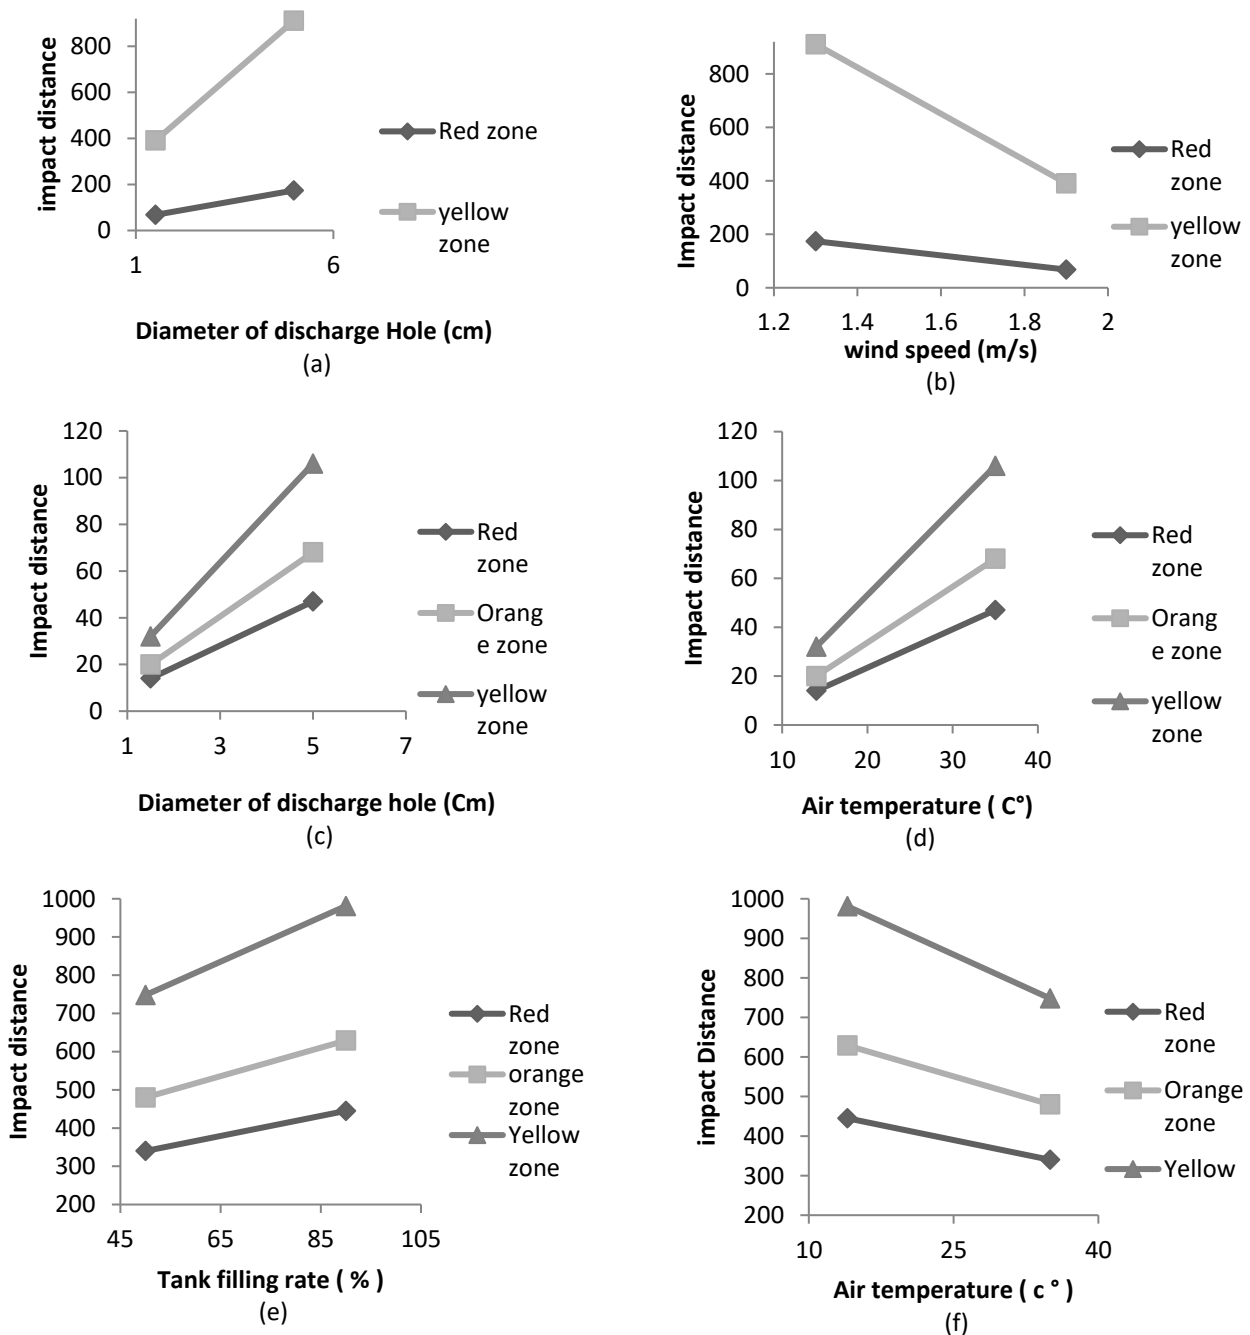 800
600
400
200
0
1
6
impact distance
Red zone
yellow
zone
Diameter of discharge Hole (cm)
(a)
800
600
400
200
0
1.2
1.4
1.6
1.8
2
Impact distance
Red
zone
yellow
zone
wind speed (m/s)
(b)
120
100
80
60
40
20
0
1
3
5
7
Impact distance
Red
zone
Orang
e zone
yellow
zone
Diameter of discharge hole (Cm)
(c)
120
100
80
60
40
20
0
10
20
30
40
Impact distance
Red
zone
Orang
e zone
yellow
zone
Air temperature ( C°)
(d)
1000
900
800
700
600
500
400
300
200
45
65
85
105
Impact distance
Red
zone
orange
zone
Yellow
zone
Tank filling rate ( % )
(e)
1000
900
800
700
600
500
400
300
200
10
25
40
impact Distance
Red
zone
Orange
zone
Yellow
Air temperature ( c ° )
(f)